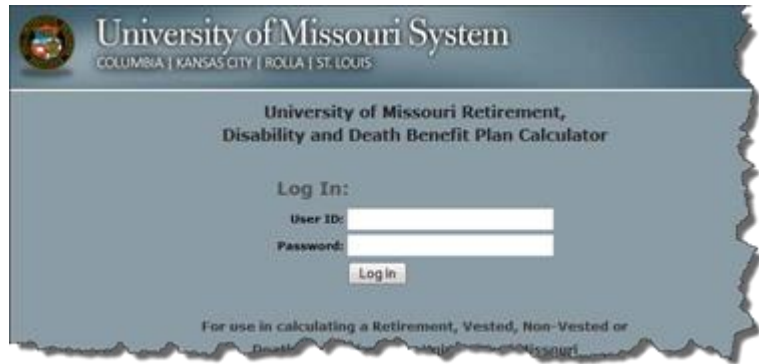 University of Missouri System
COLUMBIA | KANSAS CITY | ROLLA | ST. LOUIS
University of Missouri Retirement,
Disability and Death Benefit Plan Calculator
Log In:
User ID:
Password:
Log In
For use in calculating a Retirement, Vested, Non-Vested or